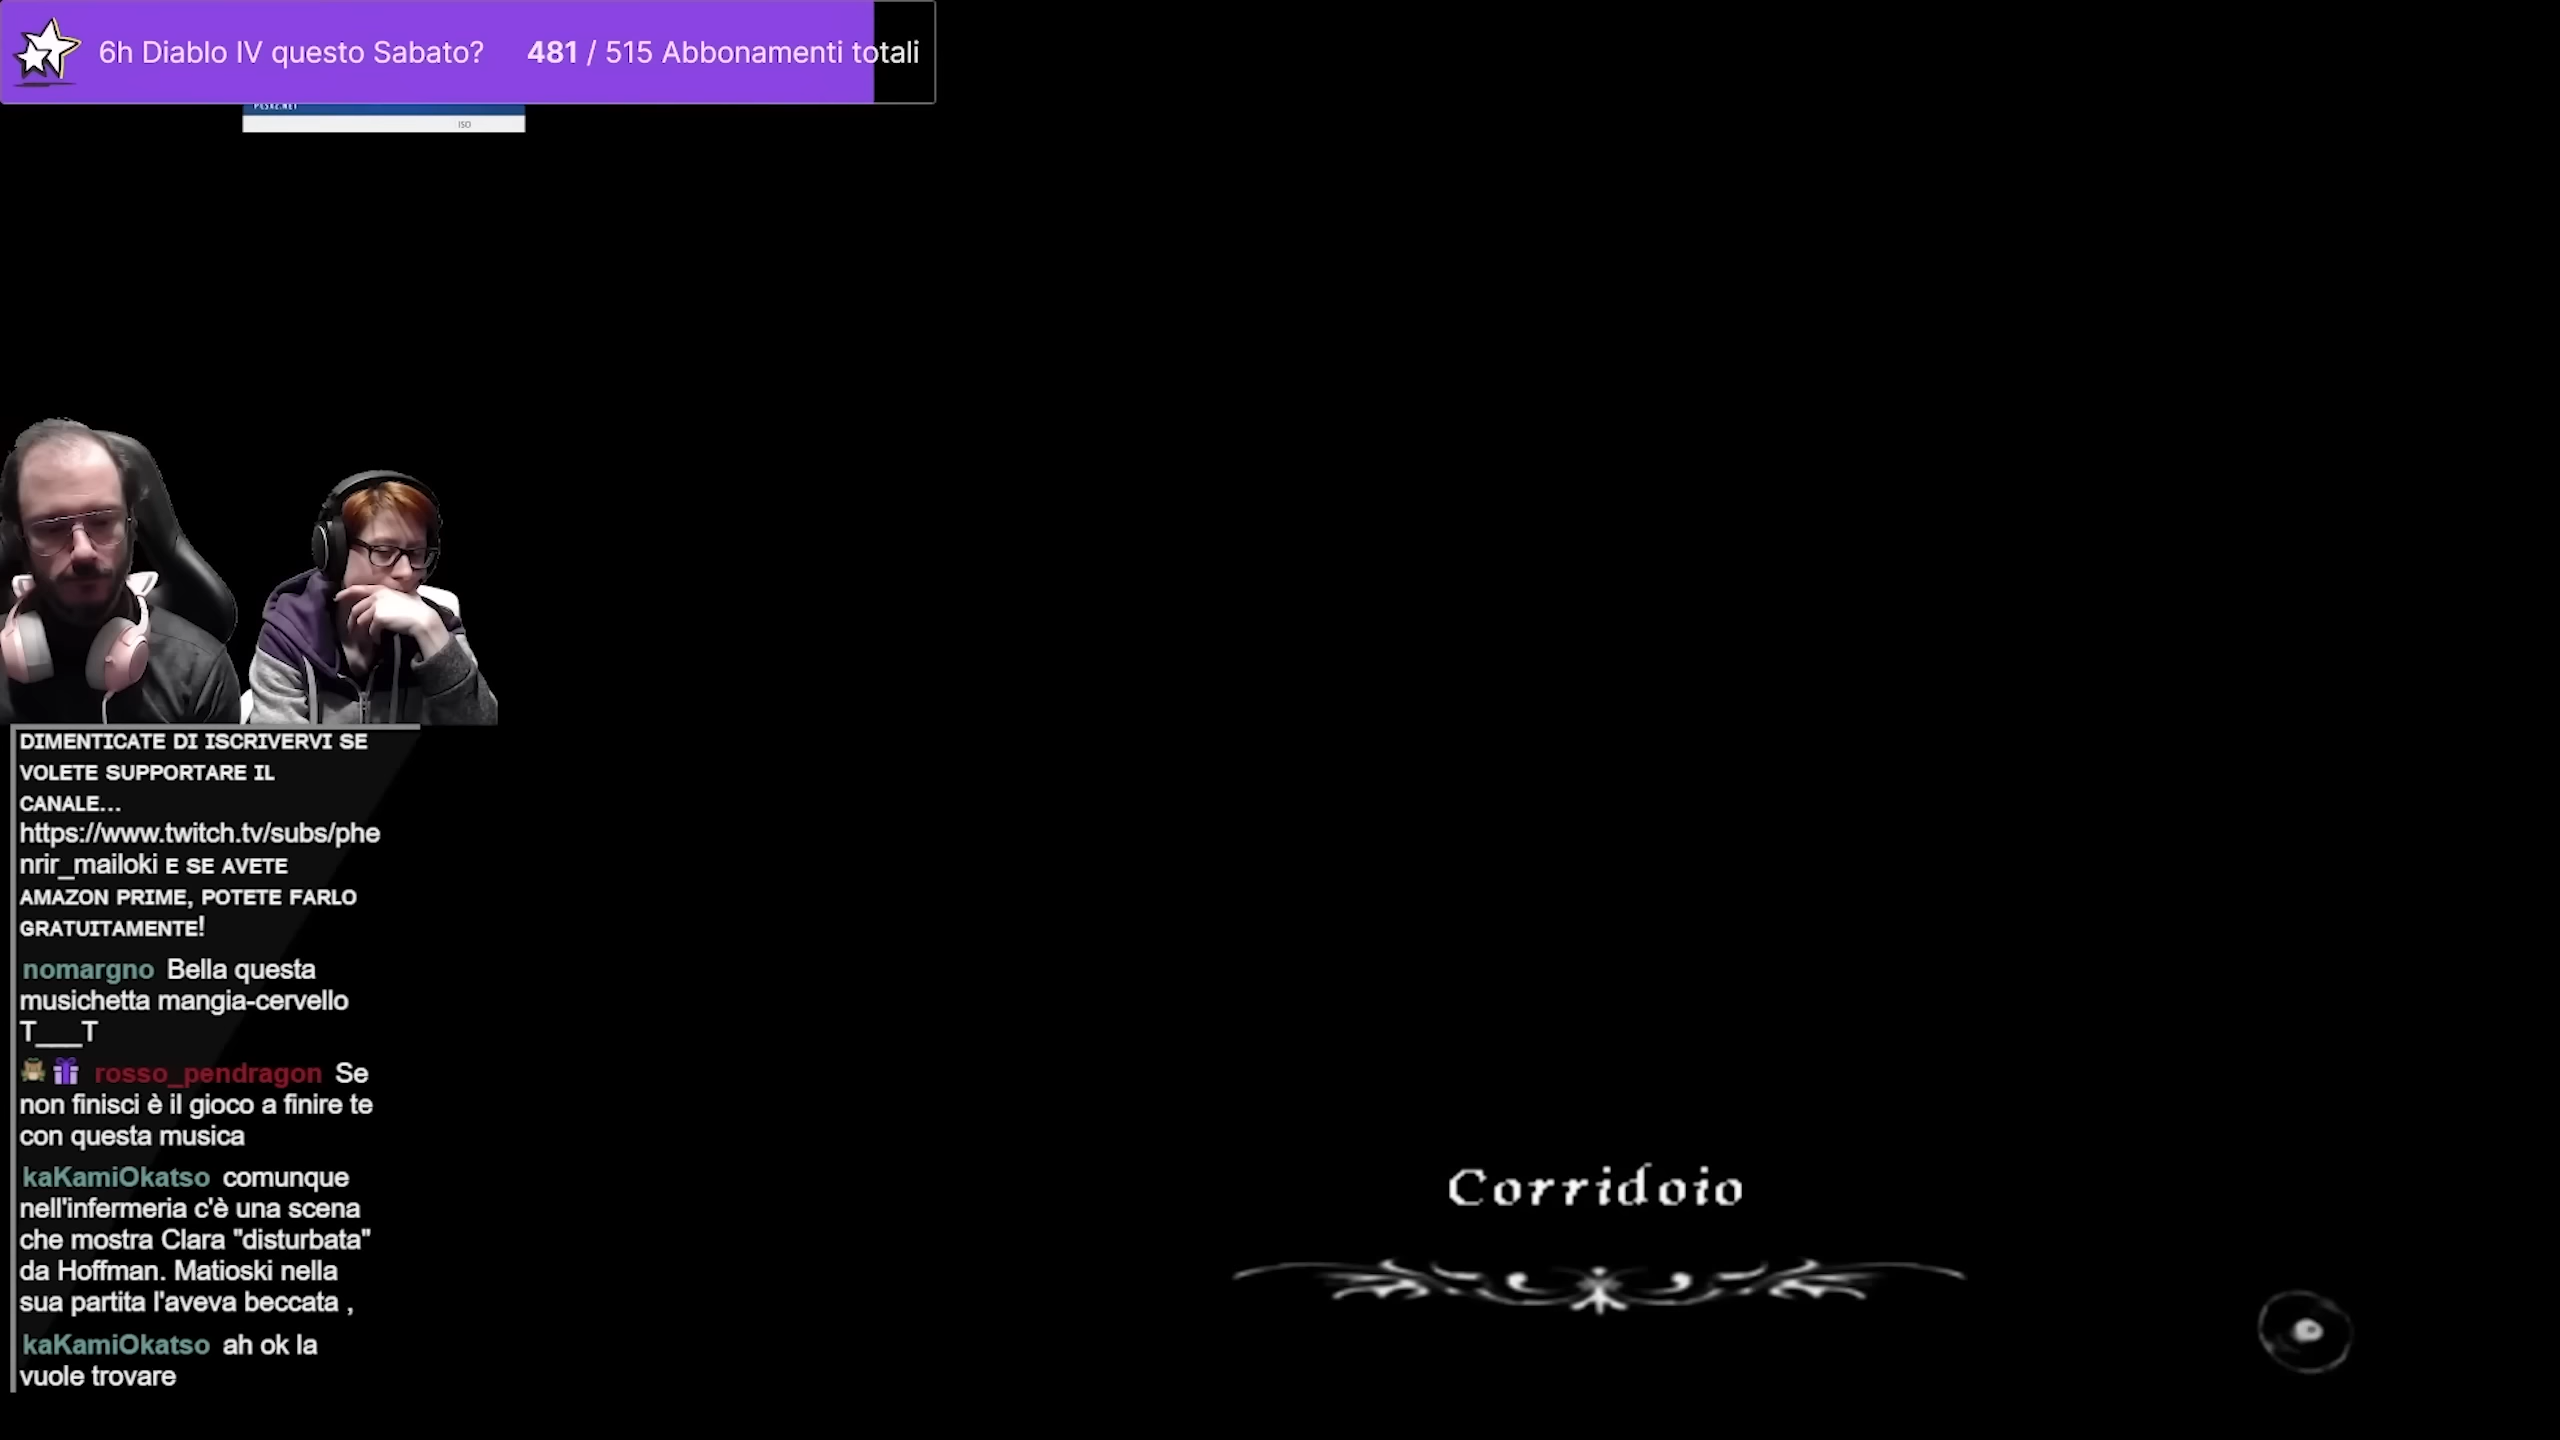 6h Diablo IV questo Sabato? 481 / 515 Abbonamenti totali
ISO
DIMENTICATE DI ISCRIVERVI SE
VOLETE SUPPORTARE IL
CANALE...
https://www.twitch.tv/subs/phe
nrir_mailoki E SE AVETE
AMAZON PRIME, POTETE FARLO
GRATUITAMENTE!
nomargno Bella questa
musichetta mangia-cervello
T___T
rosso_pendragon Se
non finisci è il gioco a finire te
con questa musica
kaKamiOkatso comunque
nell'infermeria c'è una scena
che mostra Clara "disturbata"
da Hoffman. Matioski nella
sua partita l'aveva beccata ,
kaKamiOkatso ah ok la
vuole trovare
Corridoio